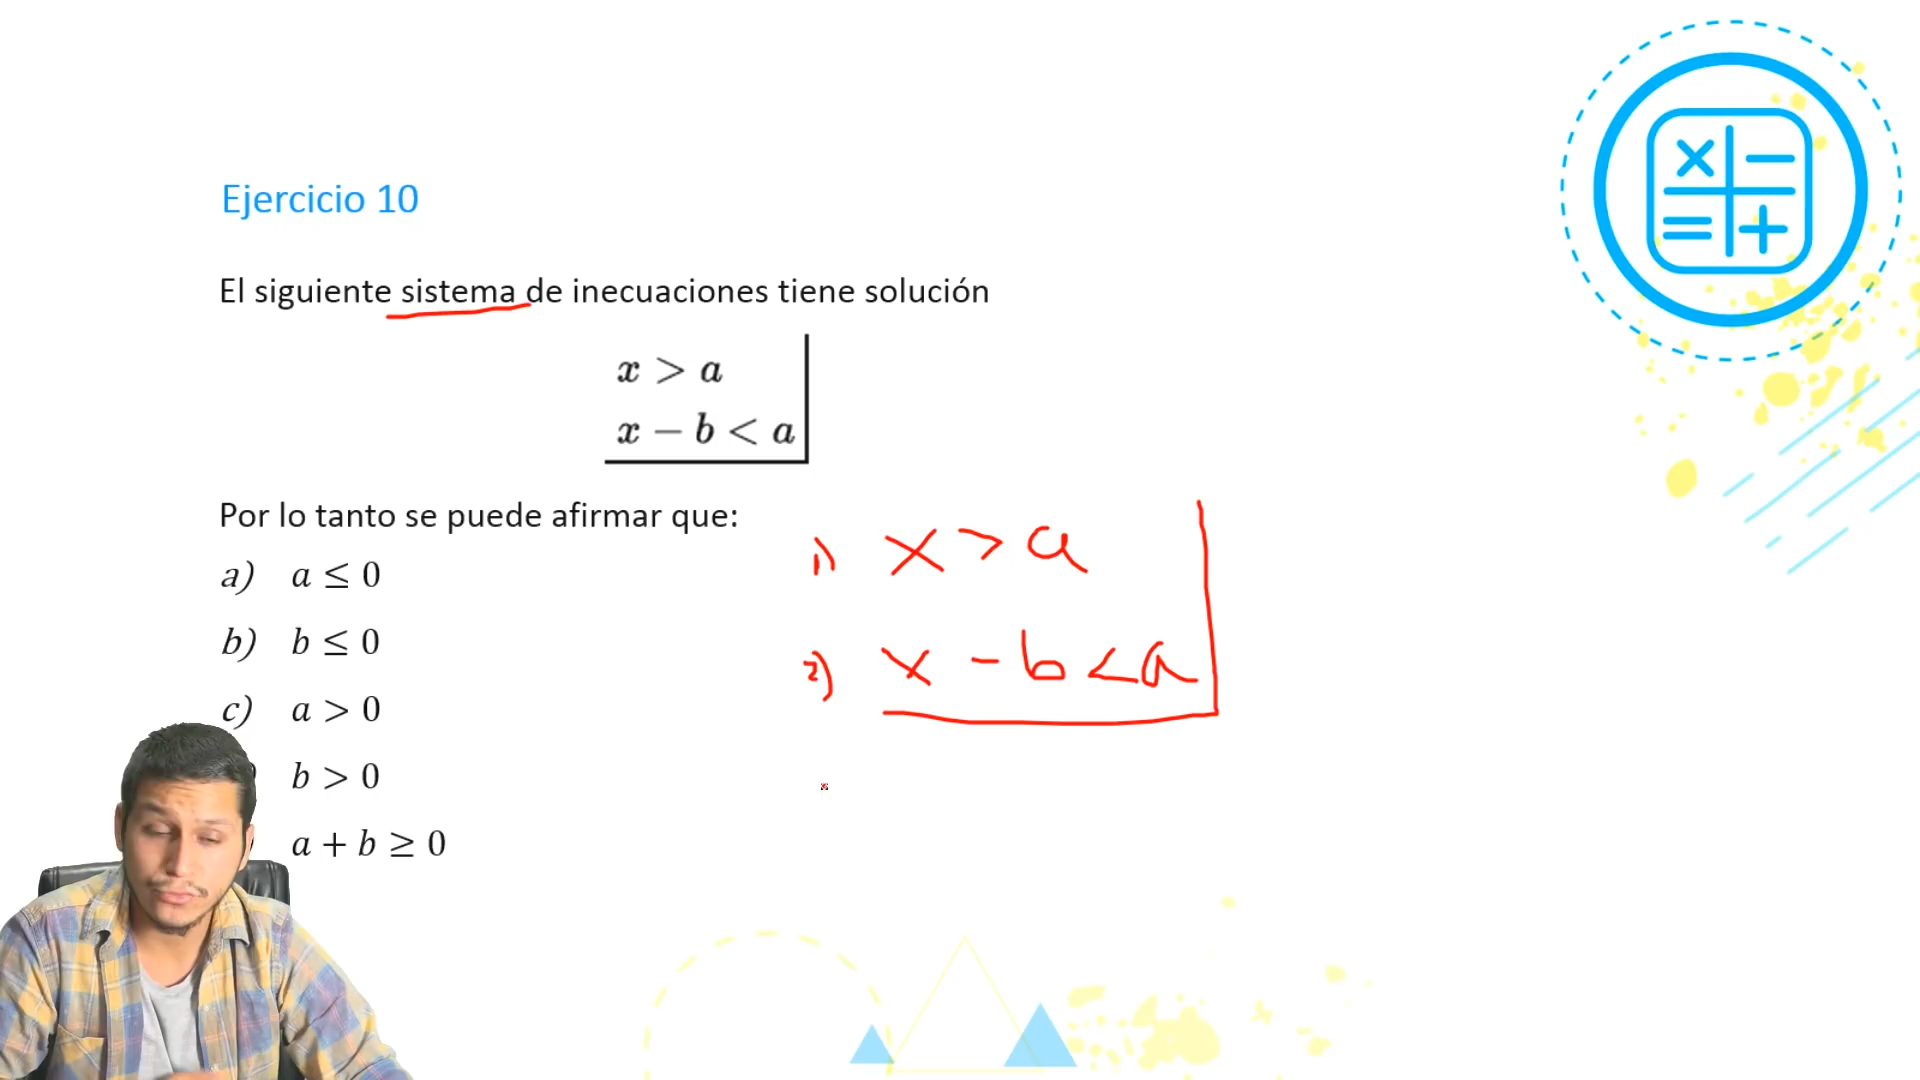 Ejercicio 10
El siguiente sistema de inecuaciones tiene solución
x > a
x − b < a
Por lo tanto se puede afirmar que:
a) a ≤ 0
b) b ≤ 0
c) a > 0
b > 0
a + b ≥ 0
1) x > a
2) x - b < a